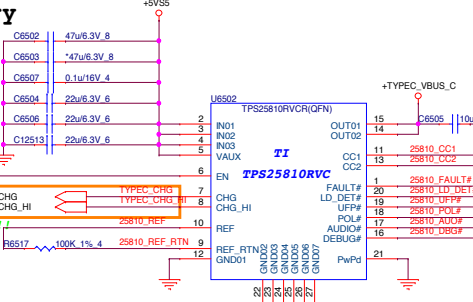 +5VS5
C6502 47u/6.3V_8
C6503 *47u/6.3V_8
C6507 0.1u/16V_4
C6504 22u/6.3V_6
C6506 22u/6.3V_6
C12513 22u/6.3V_6
+TYPEC_VBUS_C
C6505 10u
U6502
TPS25810RVCR(QFN)
TI
TPS25810RVC
2 IN01
3 IN02
4 IN03
5 VAUX
6 EN
CHG TYPEC_CHG 7 CHG
CHG_HI TYPEC_CHG_HI 8 CHG_HI
25810_REF 10 REF
R6517 100K_1%_4 25810_REF_RTN 9 REF_RTN
12 GND01
OUT01 15
OUT02 14
CC1 11 25810_CC1
CC2 13 25810_CC2
FAULT# 1 25810_FAULT#
LD_DET# 20 25810_LD_DET
UFP# 19 25810_UFP#
POL# 18 25810_POL#
AUDIO# 17 25810_AUO#
DEBUG# 16 25810_DBG#
PwPd 21
GND02 GND03 GND04 GND05 GND06 GND07
22 23 24 25 26 27